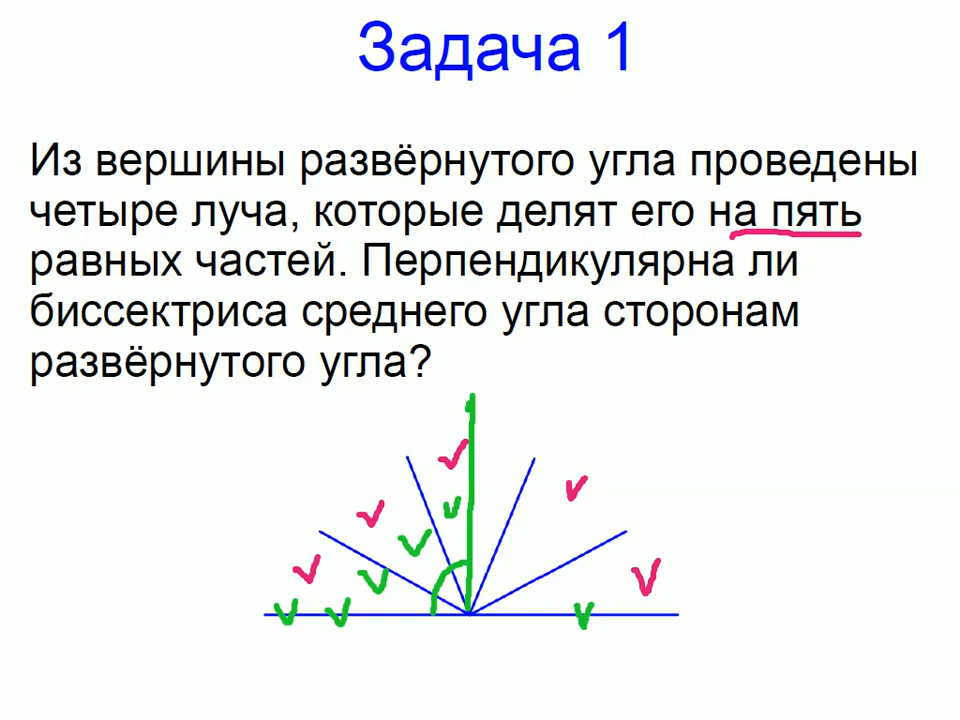 Задача 1
Из вершины развёрнутого угла проведены
четыре луча, которые делят его на пять
равных частей. Перпендикулярна ли
биссектриса среднего угла сторонам
развёрнутого угла?